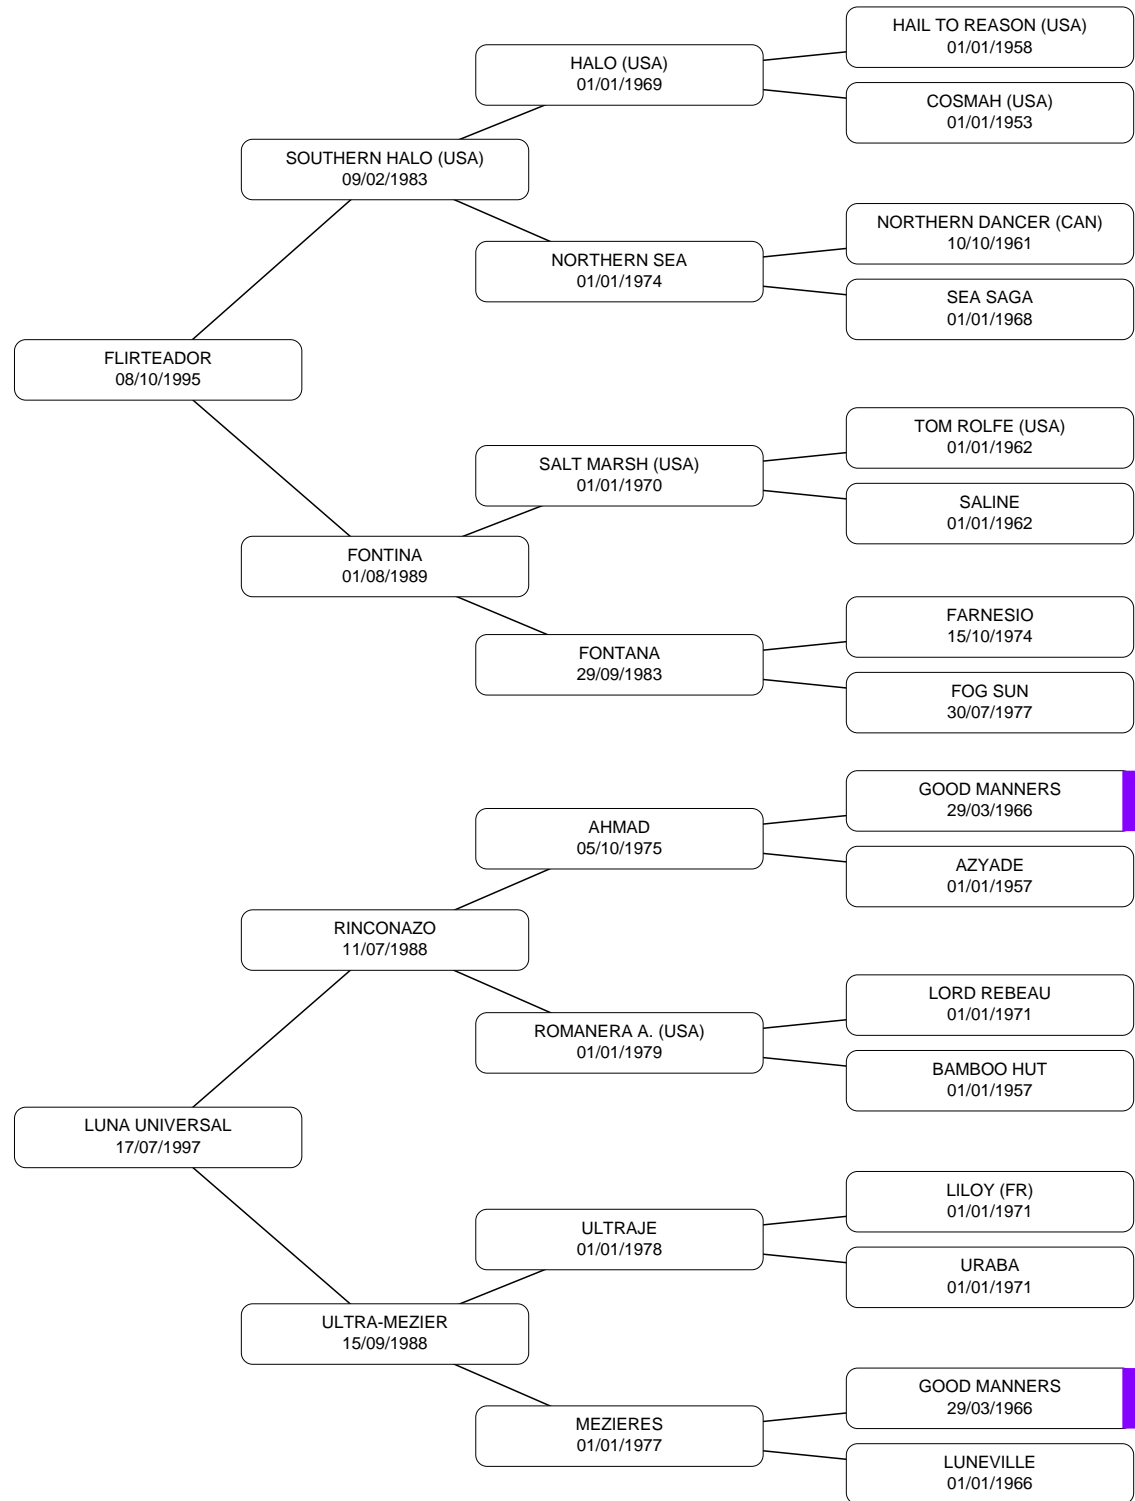 HAIL TO REASON (USA)
01/01/1958
HALO (USA)
01/01/1969
COSMAH (USA)
01/01/1953
SOUTHERN HALO (USA)
09/02/1983
NORTHERN DANCER (CAN)
10/10/1961
NORTHERN SEA
01/01/1974
SEA SAGA
01/01/1968
FLIRTEADOR
08/10/1995
TOM ROLFE (USA)
01/01/1962
SALT MARSH (USA)
01/01/1970
SALINE
01/01/1962
FONTINA
01/08/1989
FARNESIO
15/10/1974
FONTANA
29/09/1983
FOG SUN
30/07/1977
GOOD MANNERS
29/03/1966
AHMAD
05/10/1975
AZYADE
01/01/1957
RINCONAZO
11/07/1988
LORD REBEAU
01/01/1971
ROMANERA A. (USA)
01/01/1979
BAMBOO HUT
01/01/1957
LUNA UNIVERSAL
17/07/1997
LILOY (FR)
01/01/1971
ULTRAJE
01/01/1978
URABA
01/01/1971
ULTRA-MEZIER
15/09/1988
GOOD MANNERS
29/03/1966
MEZIERES
01/01/1977
LUNEVILLE
01/01/1966